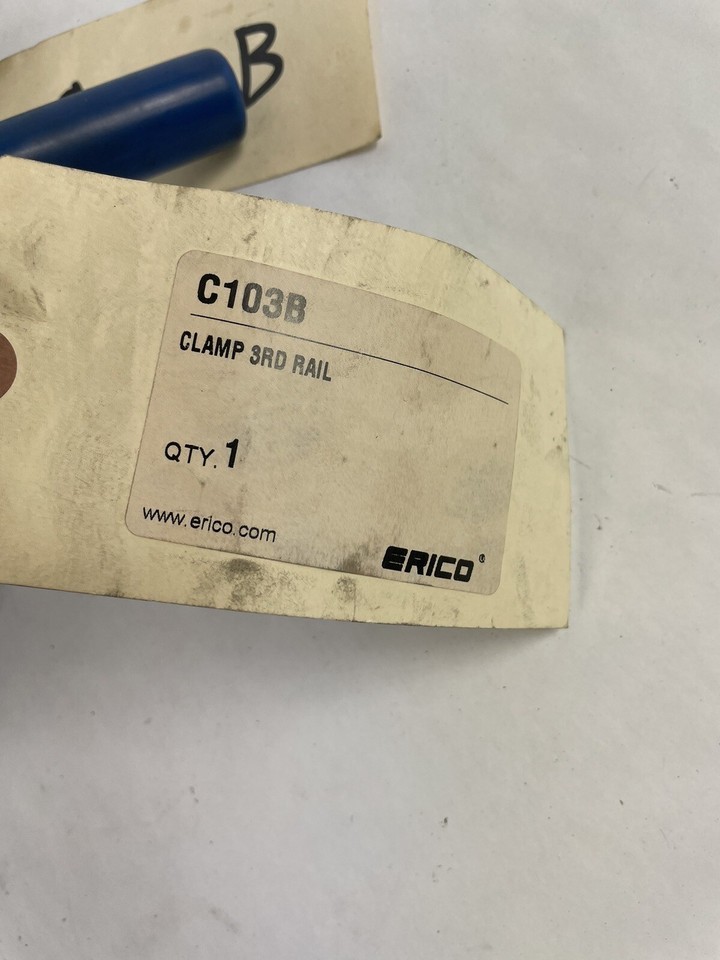 B
C103B
CLAMP 3RD RAIL
QTY. 1
www.erico.com
ERICO®